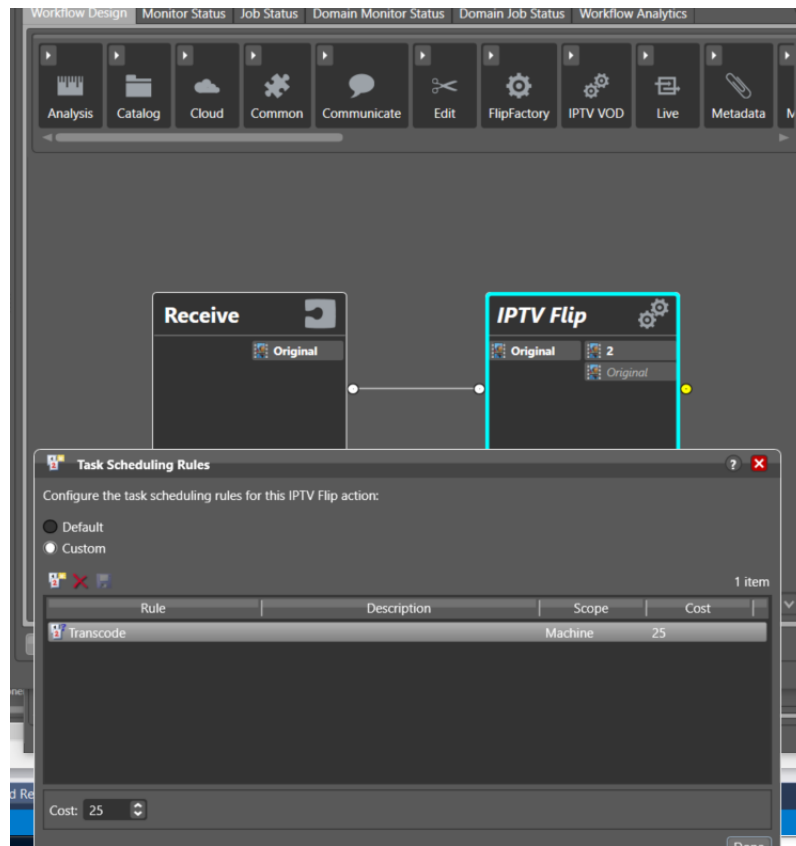 Workflow Design Monitor Status Job Status Domain Monitor Status Domain Job Status Workflow Analytics
Analysis Catalog Cloud Common Communicate Edit FlipFactory IPTV VOD Live Metadata
Receive
Original
IPTV Flip
Original 2
Original
Task Scheduling Rules
?
Configure the task scheduling rules for this IPTV Flip action:
Default
Custom
1 item
Rule Description Scope Cost
Transcode Machine 25
Cost: 25